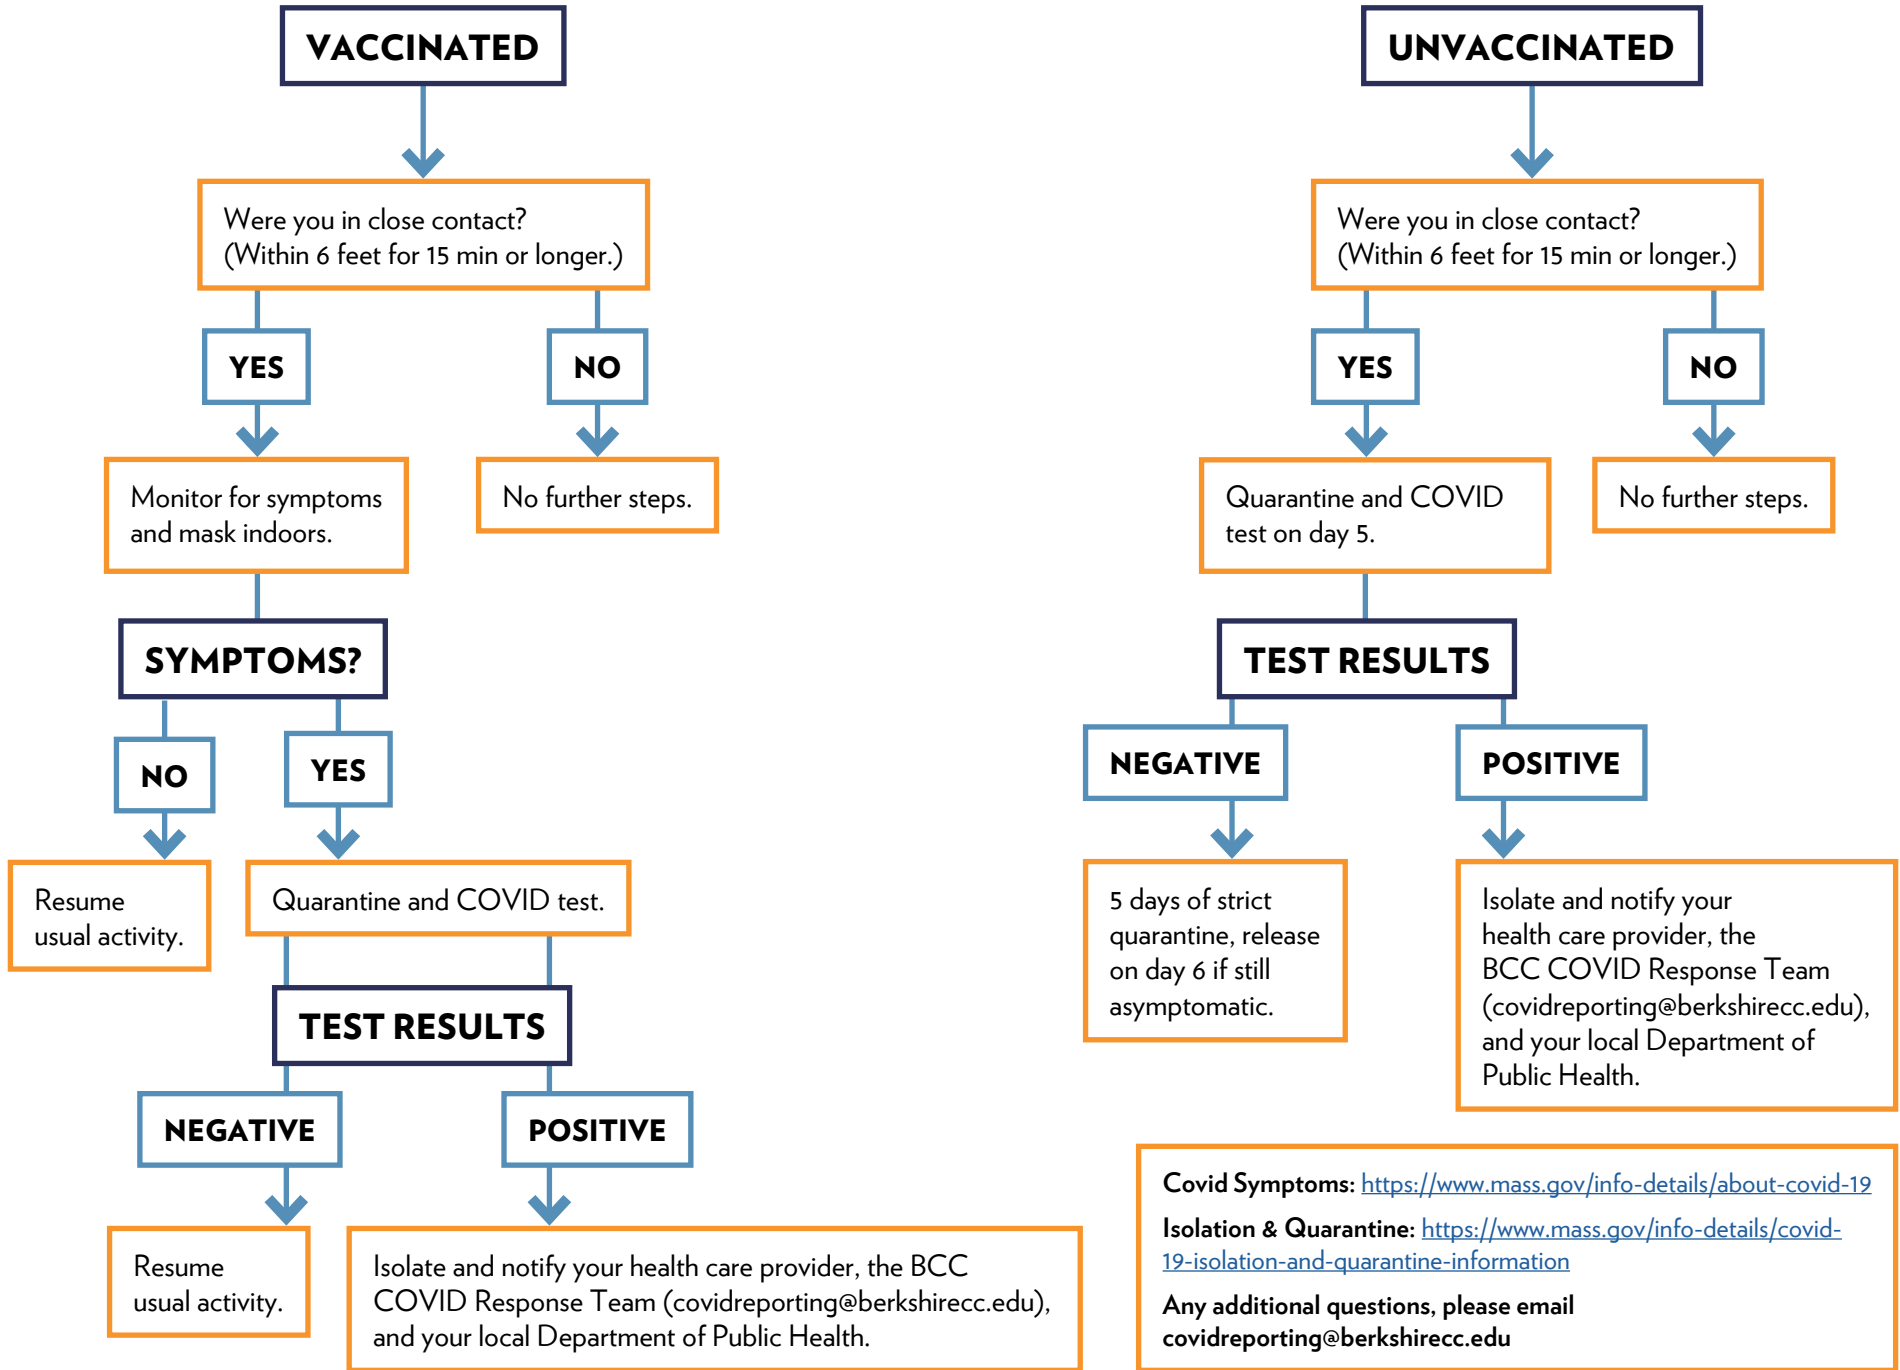 VACCINATED
Were you in close contact?
(Within 6 feet for 15 min or longer.)
YES
NO
Monitor for symptoms
and mask indoors.
No further steps.
SYMPTOMS?
NO
YES
Resume
usual activity.
Quarantine and COVID test.
TEST RESULTS
NEGATIVE
POSITIVE
Resume
usual activity.
Isolate and notify your health care provider, the BCC
COVID Response Team (covidreporting@berkshirecc.edu),
and your local Department of Public Health.
UNVACCINATED
Were you in close contact?
(Within 6 feet for 15 min or longer.)
YES
NO
Quarantine and COVID
test on day 5.
No further steps.
TEST RESULTS
NEGATIVE
POSITIVE
5 days of strict
quarantine, release
on day 6 if still
asymptomatic.
Isolate and notify your
health care provider, the
BCC COVID Response Team
(covidreporting@berkshirecc.edu),
and your local Department of
Public Health.
Covid Symptoms: https://www.mass.gov/info-details/about-covid-19
Isolation & Quarantine: https://www.mass.gov/info-details/covid-
19-isolation-and-quarantine-information
Any additional questions, please email
covidreporting@berkshirecc.edu